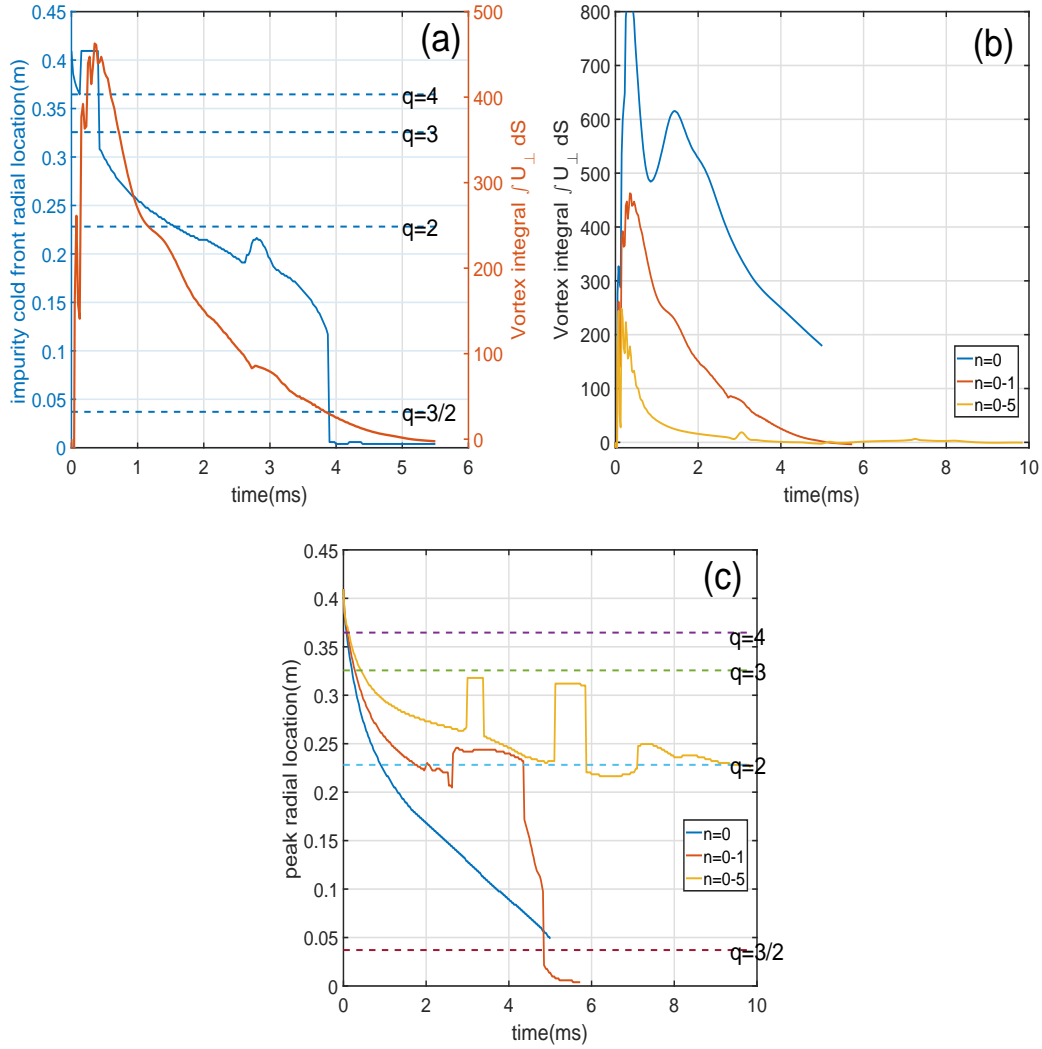 (a)
0.45
0.4
0.35
0.3
0.25
0.2
0.15
0.1
0.05
0
impurity cold front radial location(m)
500
400
300
200
100
0
Vortex integral ∫ U⊥ dS
q=4
q=3
q=2
q=3/2
0 1 2 3 4 5 6
time(ms)
(b)
800
700
600
500
400
300
200
100
0
Vortex integral ∫ U⊥ dS
n=0
n=0-1
n=0-5
0 2 4 6 8 10
time(ms)
(c)
0.45
0.4
0.35
0.3
0.25
0.2
0.15
0.1
0.05
0
peak radial location(m)
q=4
q=3
q=2
q=3/2
n=0
n=0-1
n=0-5
0 2 4 6 8 10
time(ms)